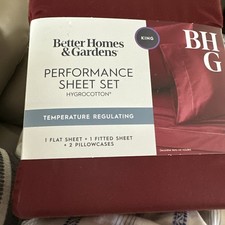 Better Homes
& Gardens®
KING
BH
G
PERFORMANCE
SHEET SET
HYGROCOTTON®
TEMPERATURE REGULATING
1 FLAT SHEET • 1 FITTED SHEET
• 2 PILLOWCASES